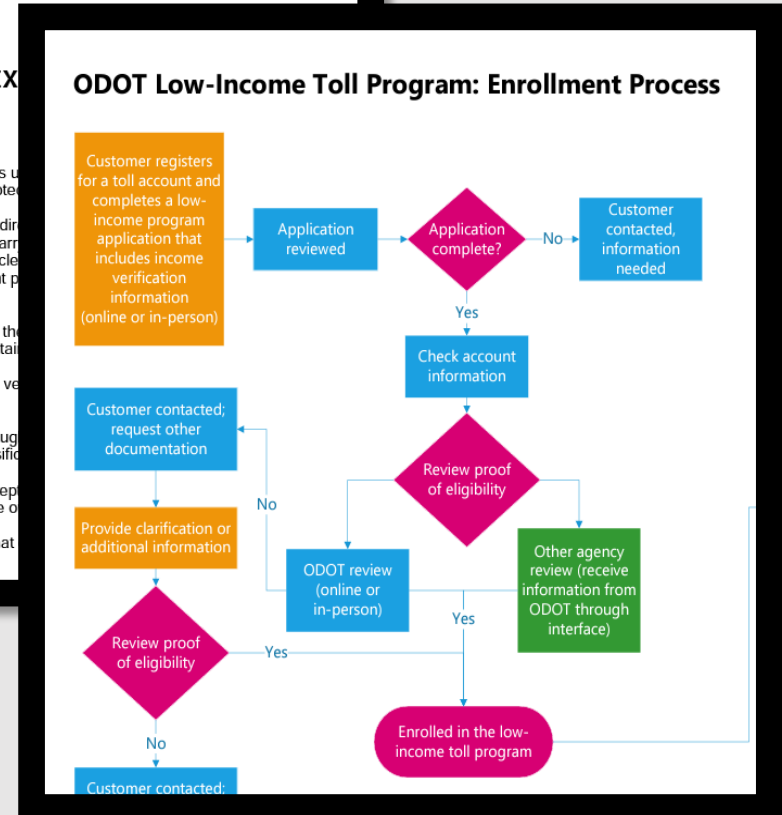 ODOT Low-Income Toll Program: Enrollment Process
Customer registers
for a toll account and
completes a low-
income program
application that
includes income
verification
information
(online or in-person)
Application
reviewed
Application
complete?
No
Customer
contacted,
information
needed
Yes
Check account
information
Review proof
of eligibility
Customer contacted;
request other
documentation
No
Provide clarification or
additional information
ODOT review
(online or
in-person)
Other agency
review (receive
information from
ODOT through
interface)
Yes
Review proof
of eligibility
Yes
Enrolled in the low-
income toll program
No
Customer contacted;